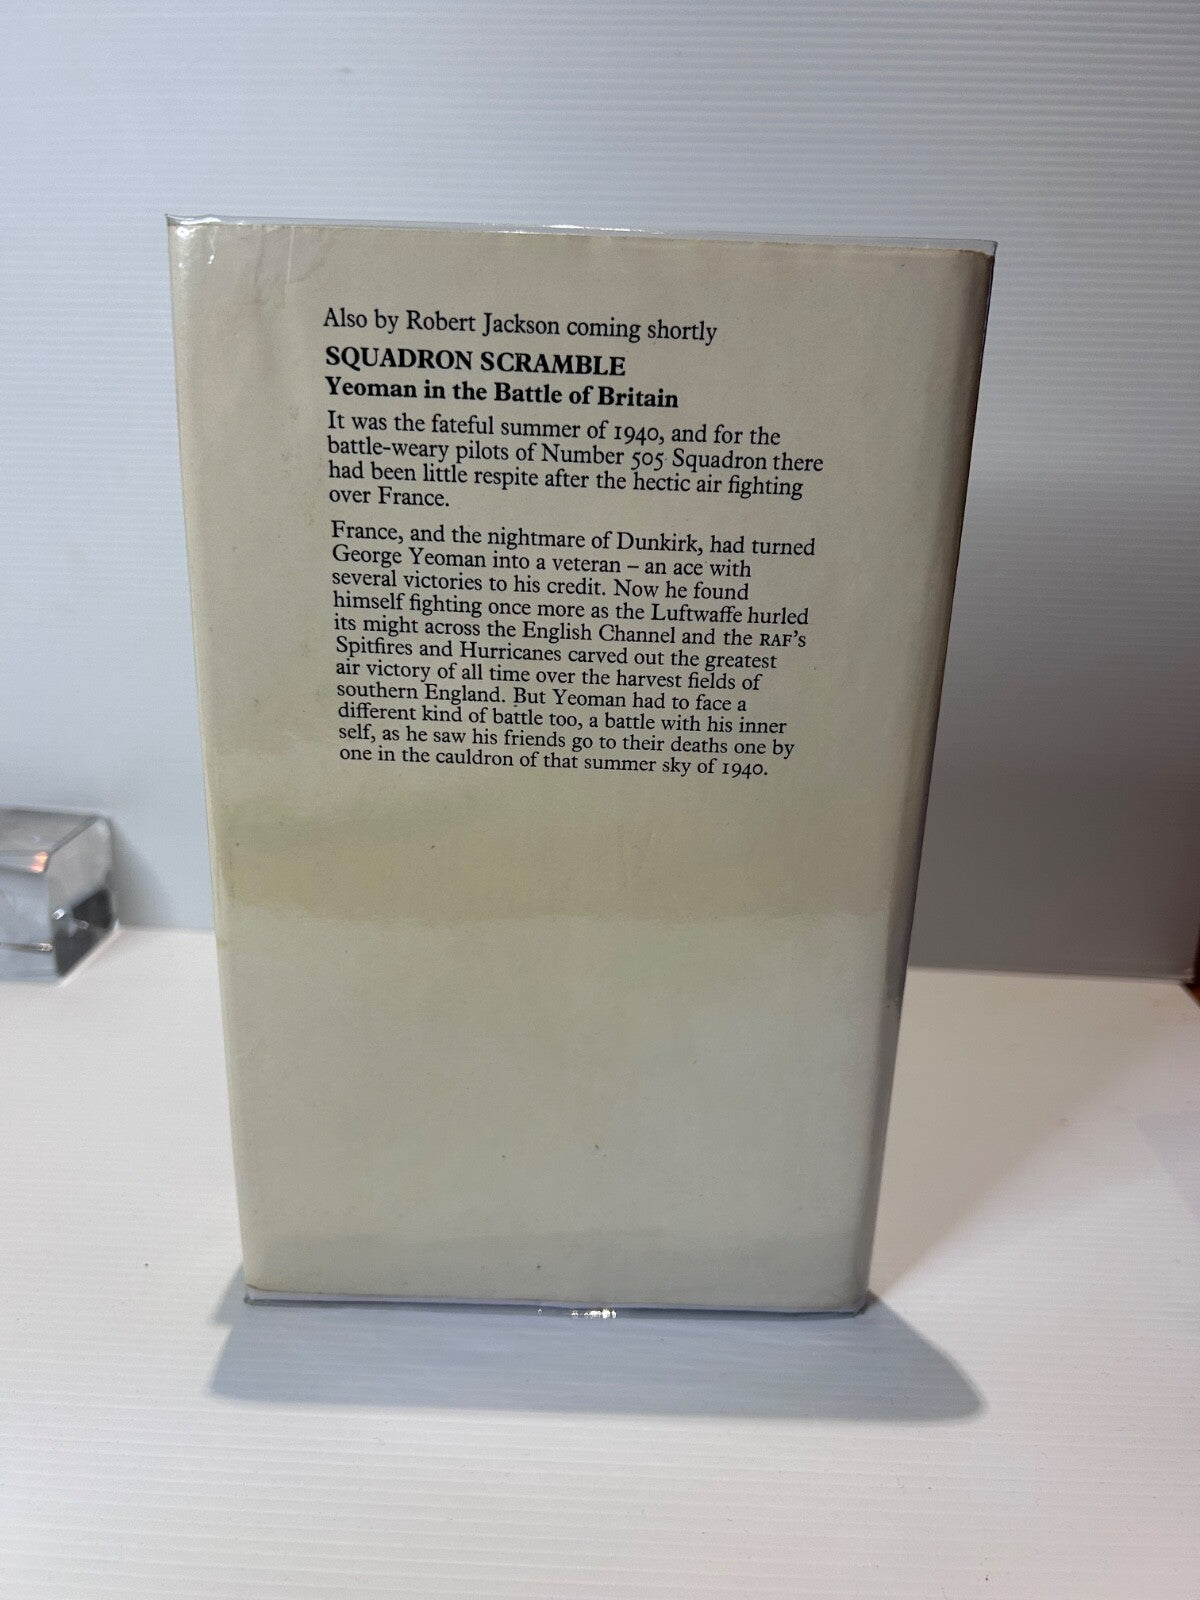 Also by Robert Jackson coming shortly
SQUADRON SCRAMBLE
Yeoman in the Battle of Britain
It was the fateful summer of 1940, and for the
battle-weary pilots of Number 505 Squadron there
had been little respite after the hectic air fighting
over France.
France, and the nightmare of Dunkirk, had turned
George Yeoman into a veteran – an ace with
several victories to his credit. Now he found
himself fighting once more as the Luftwaffe hurled
its might across the English Channel and the RAF's
Spitfires and Hurricanes carved out the greatest
air victory of all time over the harvest fields of
southern England. But Yeoman had to face a
different kind of battle too, a battle with his inner
self, as he saw his friends go to their deaths one by
one in the cauldron of that summer sky of 1940.